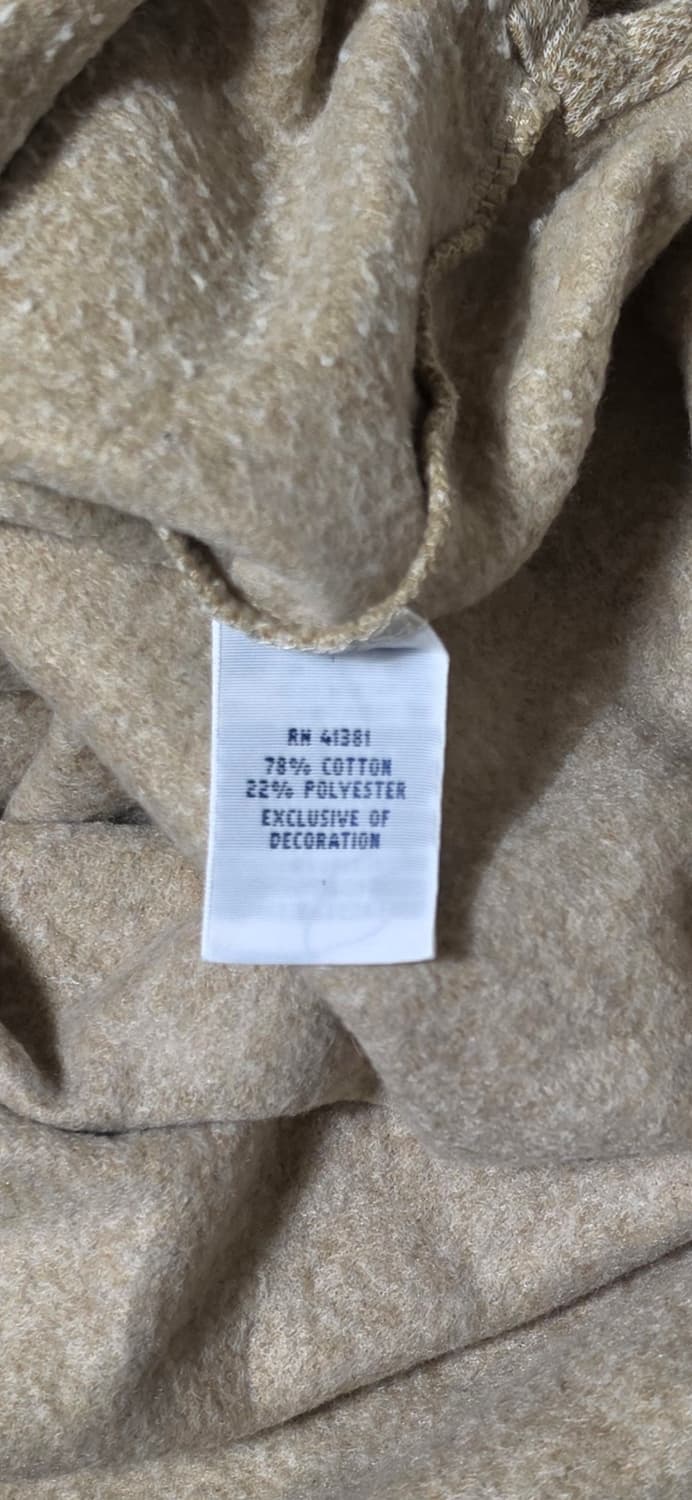 RN 41381
78% COTTON
22% POLYESTER
EXCLUSIVE OF
DECORATION